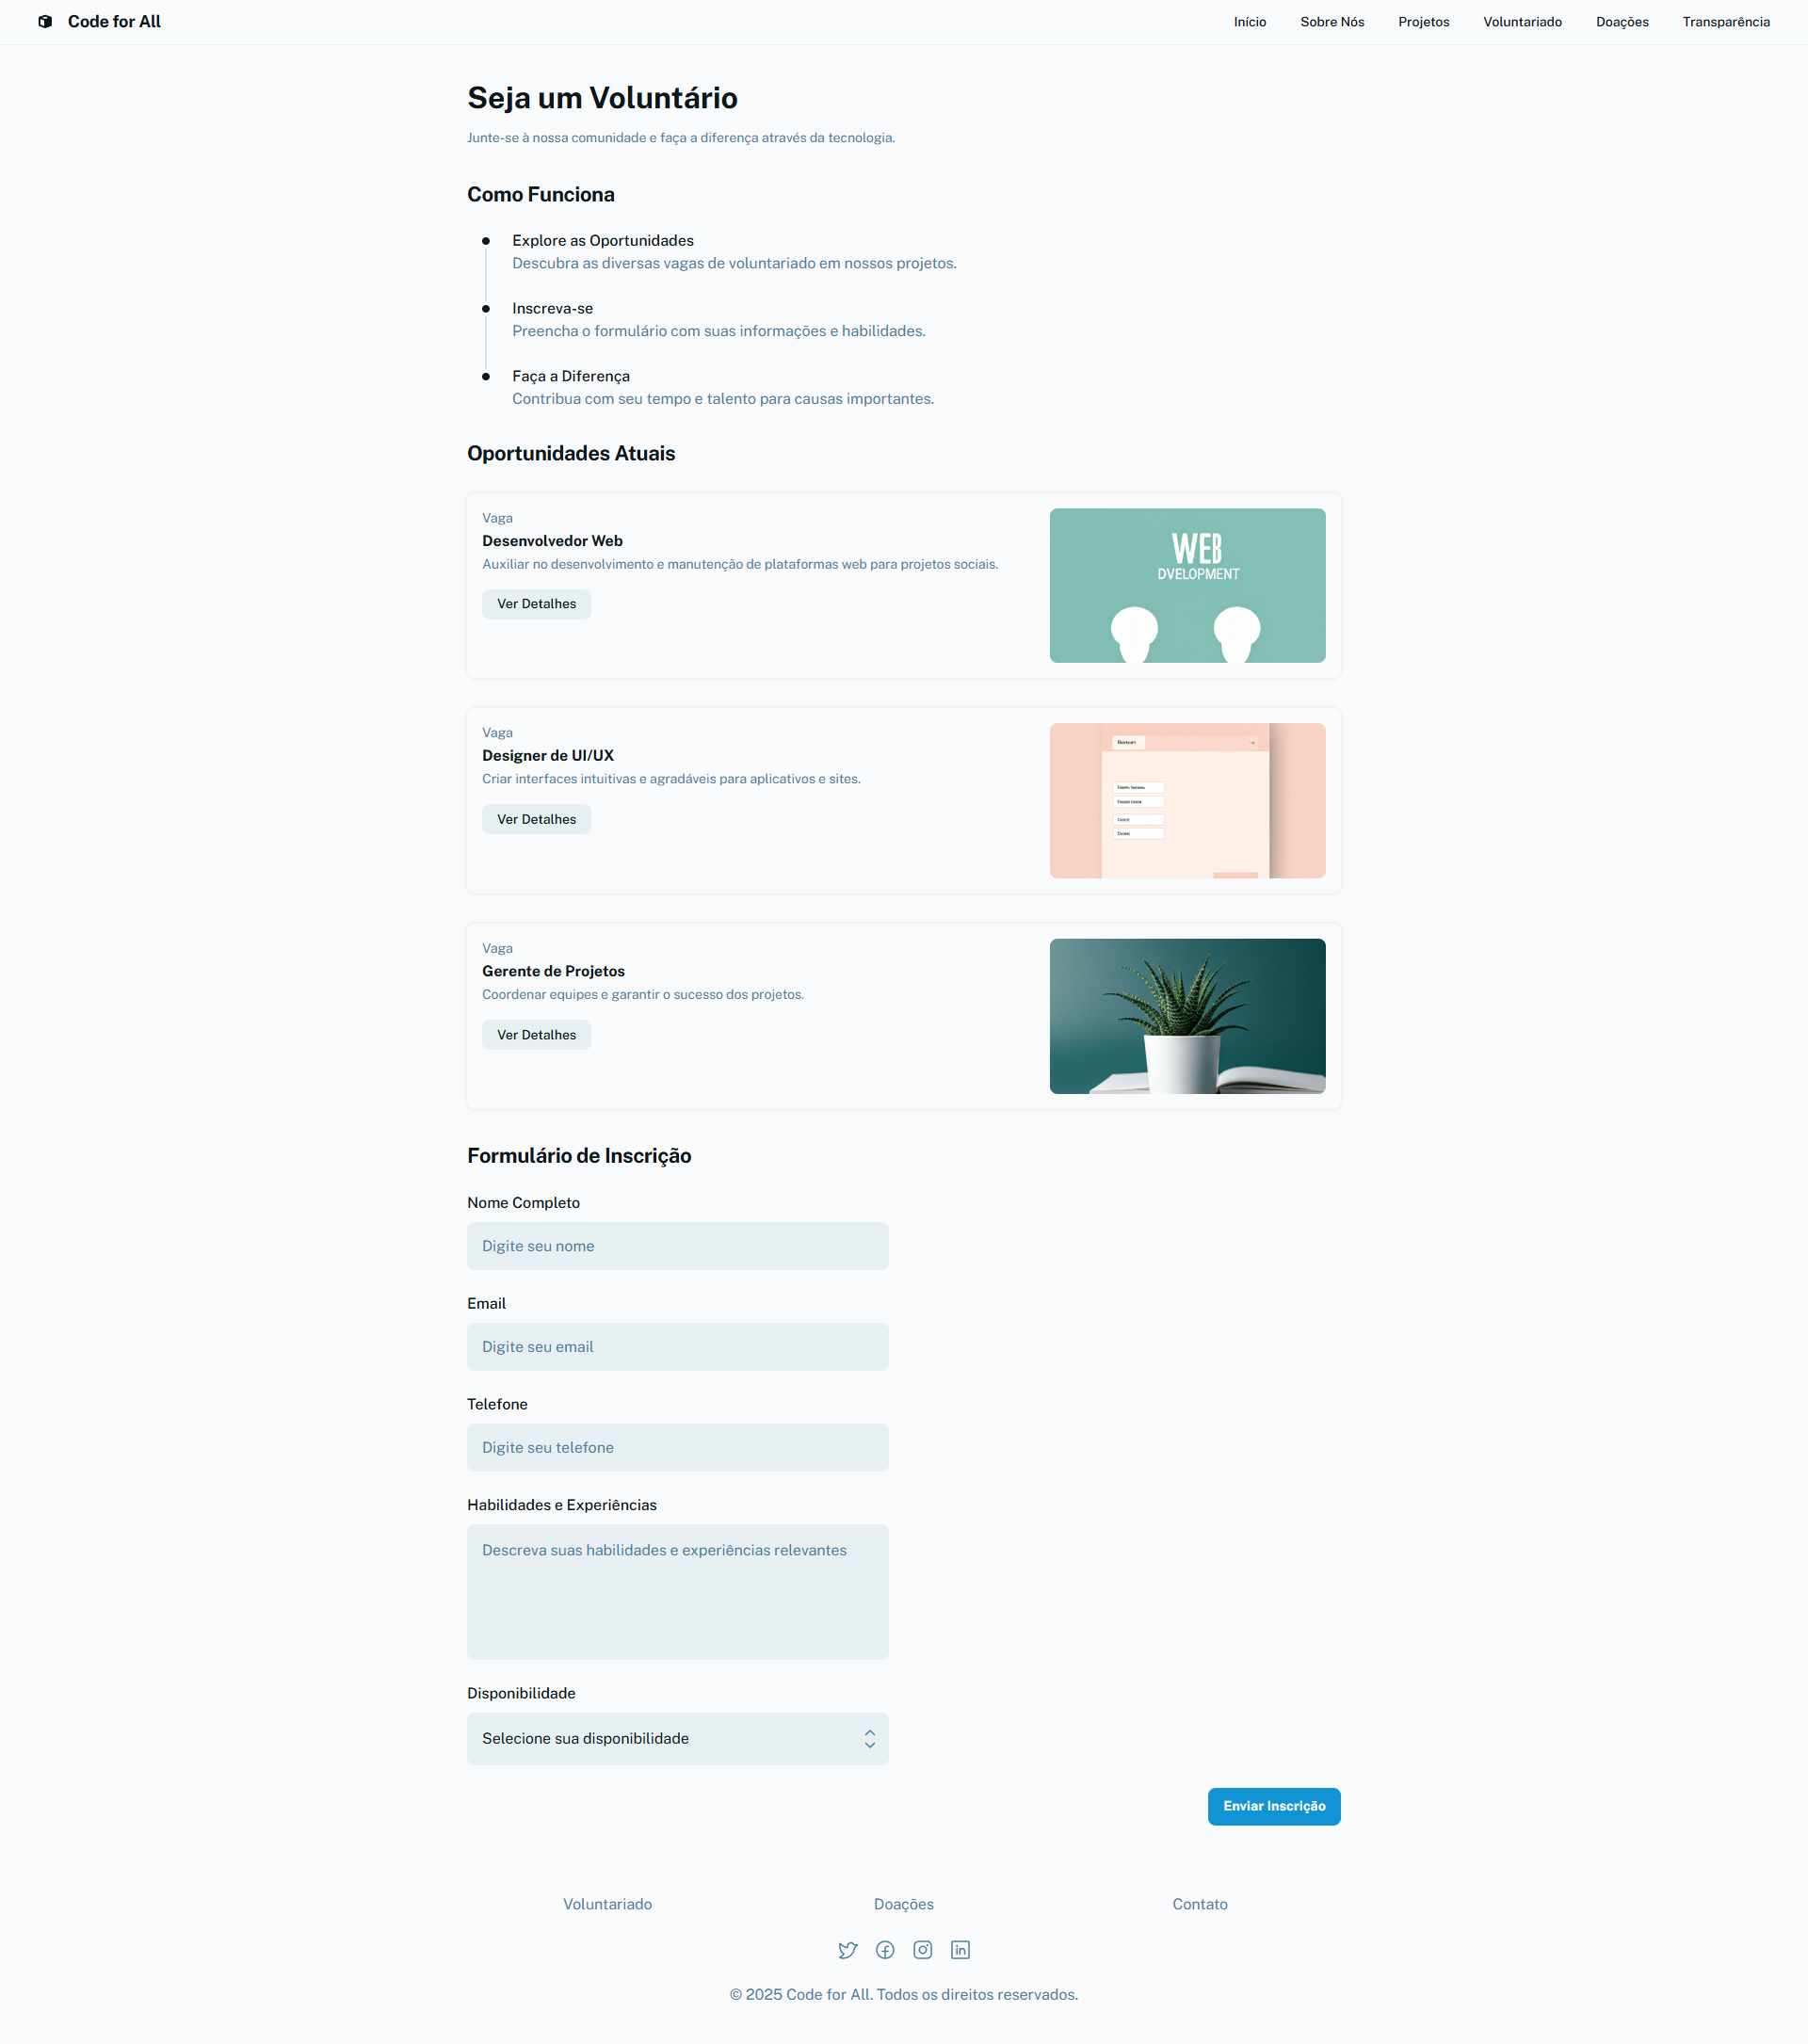 Code for All
Início
Sobre Nós
Projetos
Voluntariado
Doações
Transparência
Seja um Voluntário
Junte-se à nossa comunidade e faça a diferença através da tecnologia.
Como Funciona
Explore as Oportunidades
Descubra as diversas vagas de voluntariado em nossos projetos.
Inscreva-se
Preencha o formulário com suas informações e habilidades.
Faça a Diferença
Contribua com seu tempo e talento para causas importantes.
Oportunidades Atuais
Vaga
Desenvolvedor Web
Auxiliar no desenvolvimento e manutenção de plataformas web para projetos sociais.
Ver Detalhes
WEB
DVELOPMENT
Vaga
Designer de UI/UX
Criar interfaces intuitivas e agradáveis para aplicativos e sites.
Ver Detalhes
Vaga
Gerente de Projetos
Coordenar equipes e garantir o sucesso dos projetos.
Ver Detalhes
Formulário de Inscrição
Nome Completo
Digite seu nome
Email
Digite seu email
Telefone
Digite seu telefone
Habilidades e Experiências
Descreva suas habilidades e experiências relevantes
Disponibilidade
Selecione sua disponibilidade
Enviar Inscrição
Voluntariado
Doações
Contato
© 2025 Code for All. Todos os direitos reservados.